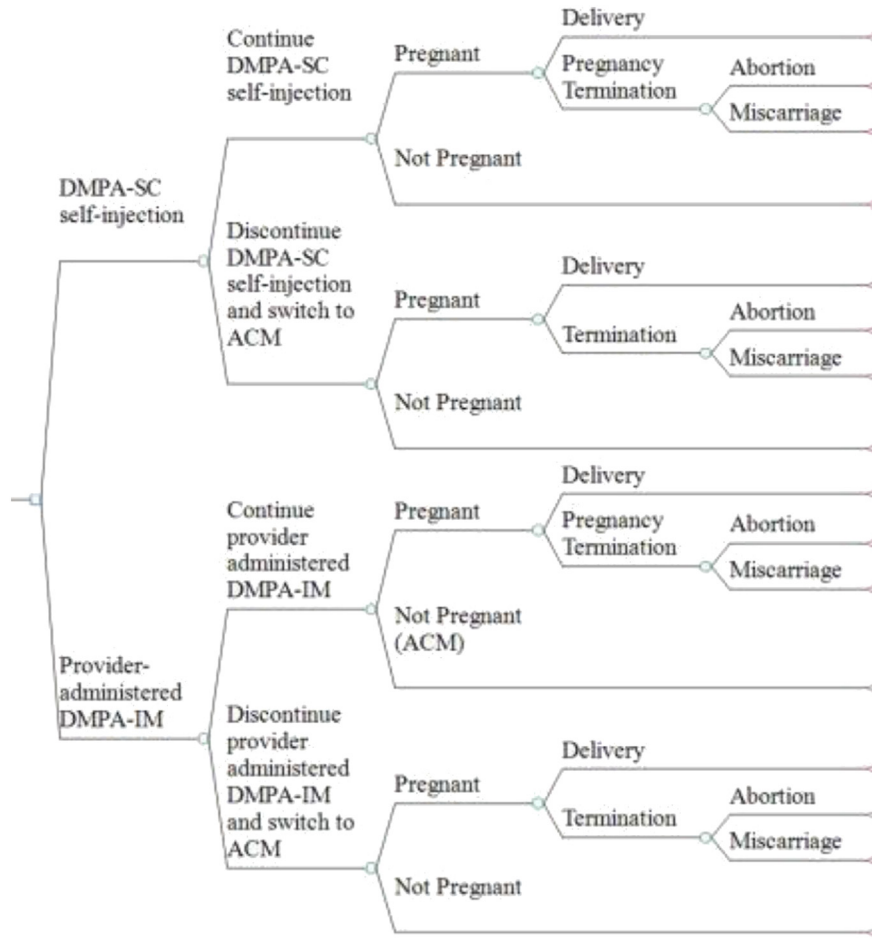 DMPA-SC
self-injection
Continue
DMPA-SC
self-injection
Pregnant
Delivery
Pregnancy
Termination
Abortion
Miscarriage
Not Pregnant
Discontinue
DMPA-SC
self-injection
and switch to
ACM
Pregnant
Delivery
Termination
Abortion
Miscarriage
Not Pregnant
Provider-
administered
DMPA-IM
Continue
provider
administered
DMPA-IM
Pregnant
Delivery
Pregnancy
Termination
Abortion
Miscarriage
Not Pregnant
(ACM)
Discontinue
provider
administered
DMPA-IM
and switch to
ACM
Pregnant
Delivery
Termination
Abortion
Miscarriage
Not Pregnant